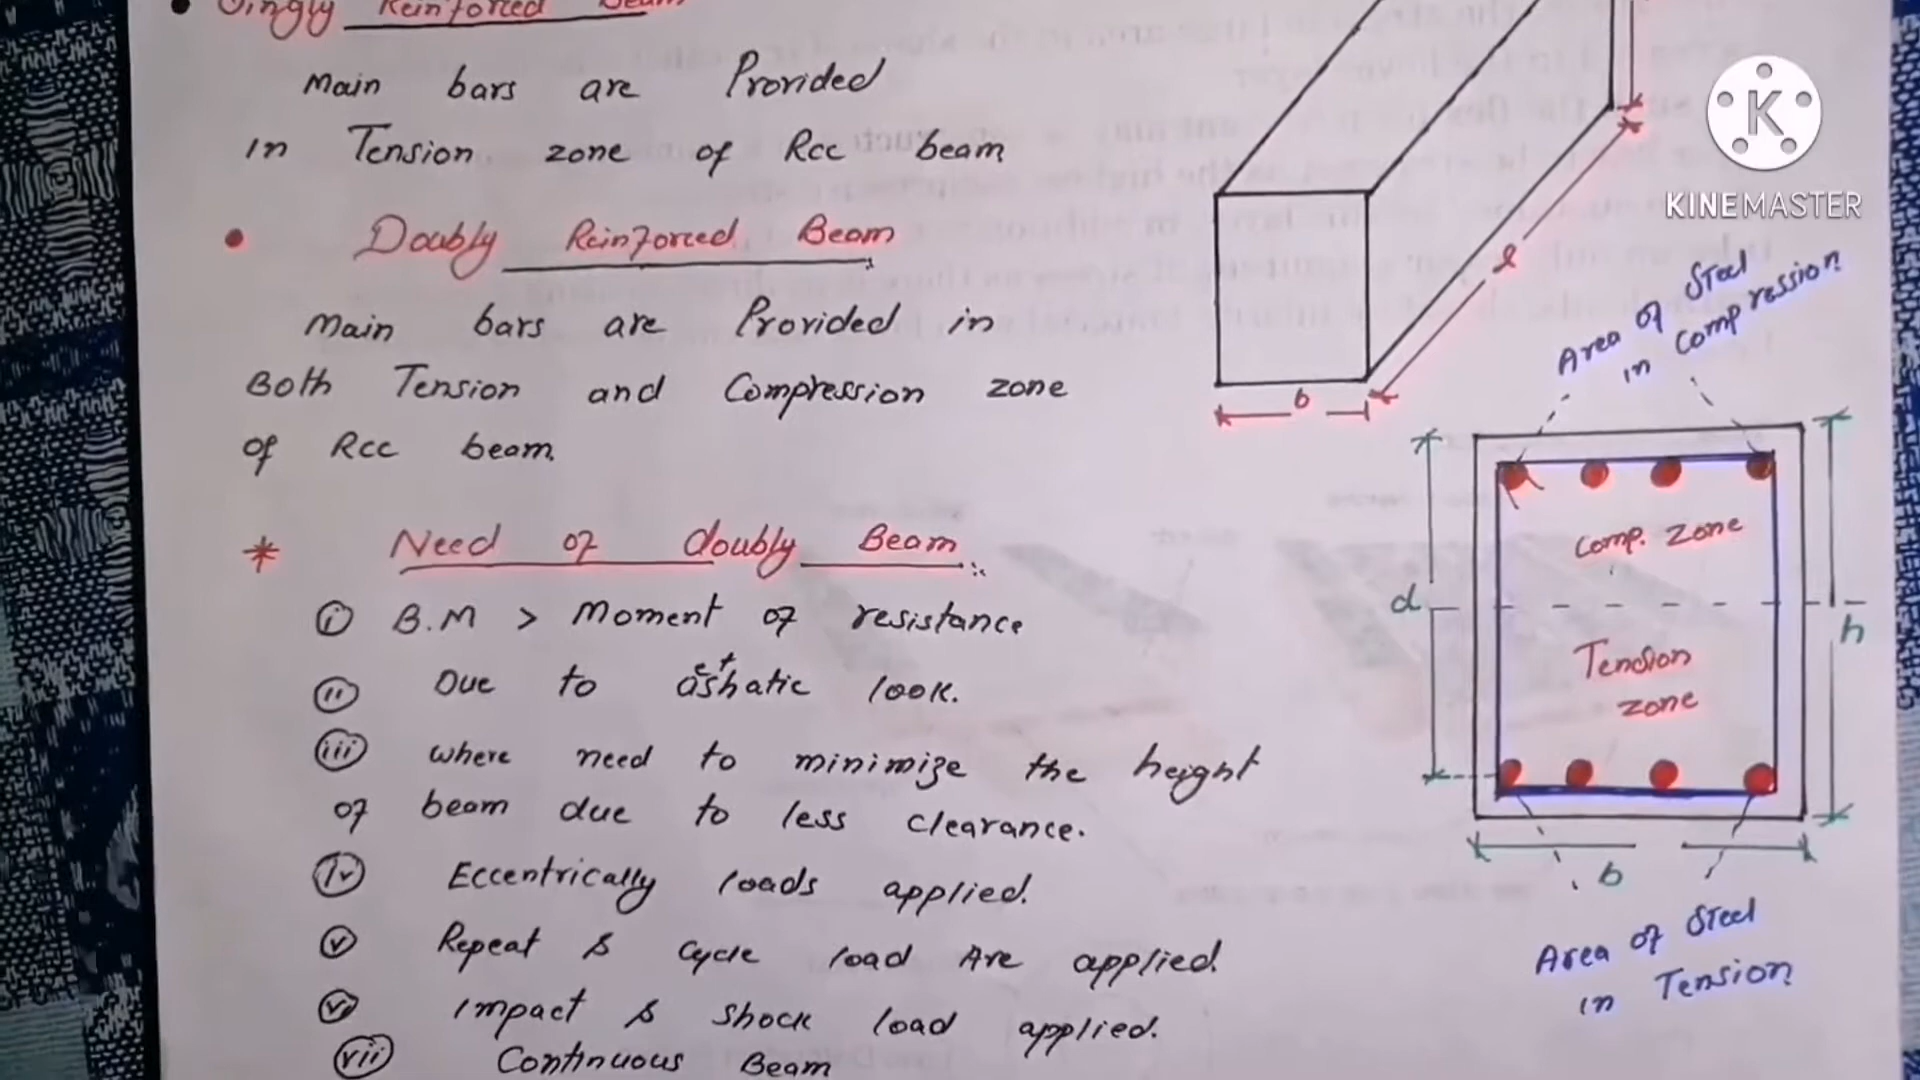 • Singly Reinforced Beam
Main bars are Provided
in Tension zone of Rcc beam
• Doubly Reinforced Beam
Main bars are Provided in
Both Tension and Compression zone
of Rcc beam.
* Need of doubly Beam
(i) B.M > Moment of resistance
(ii) Due to asthatic look.
(iii) where need to minimize the height
of beam due to less clearance.
(iv) Eccentrically loads applied.
(v) Repeat & Cycle load Are applied.
(v) Impact & shock load applied.
(vii) Continuous Beam
K
KINEMASTER
l
b
Area of Steel
in Compression
Comp. zone
d
h
Tension
zone
b
Area of Steel
in Tension